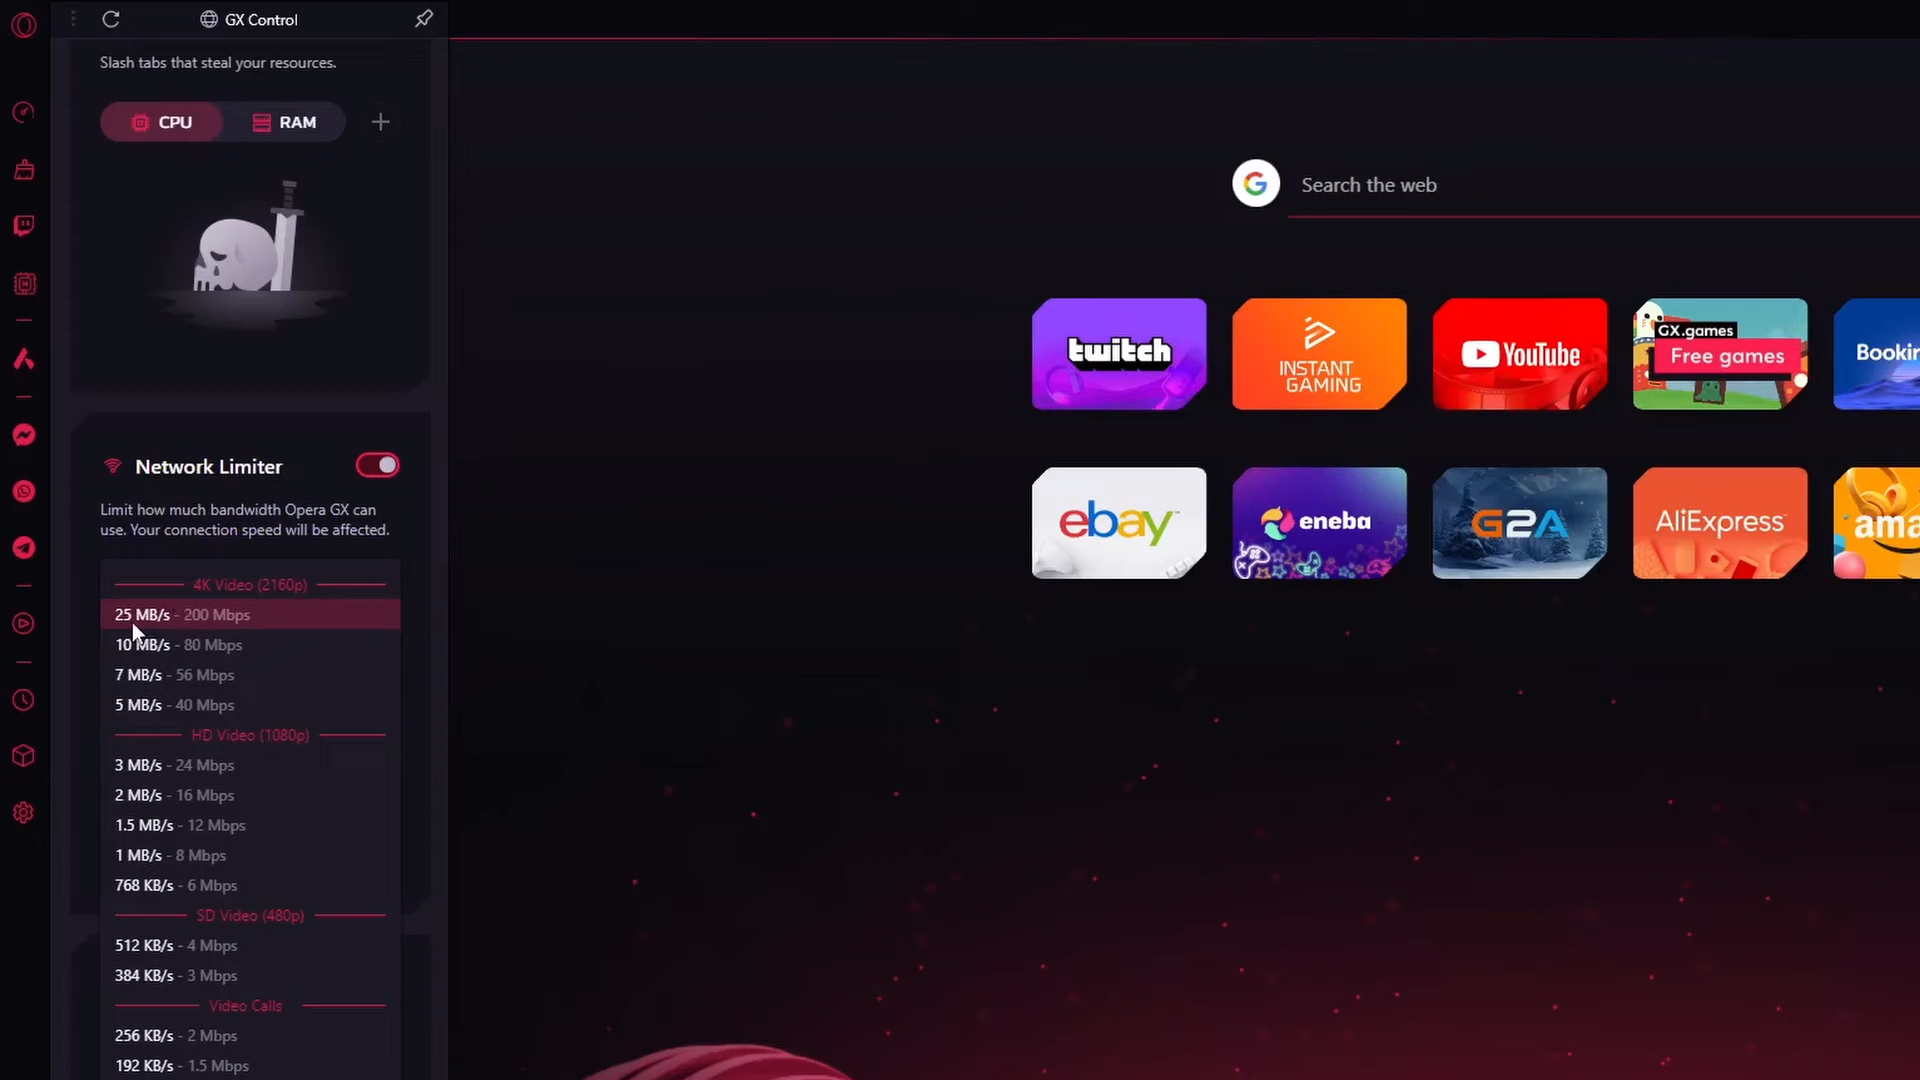 GX Control
Slash tabs that steal your resources.
CPU
RAM
Network Limiter
Limit how much bandwidth Opera GX can
use. Your connection speed will be affected.
4K Video (2160p)
25 MB/s - 200 Mbps
10 MB/s - 80 Mbps
7 MB/s - 56 Mbps
5 MB/s - 40 Mbps
HD Video (1080p)
3 MB/s - 24 Mbps
2 MB/s - 16 Mbps
1.5 MB/s - 12 Mbps
1 MB/s - 8 Mbps
768 KB/s - 6 Mbps
SD Video (480p)
512 KB/s - 4 Mbps
384 KB/s - 3 Mbps
Video Calls
256 KB/s - 2 Mbps
192 KB/s - 1.5 Mbps
Search the web
twitch
INSTANT
GAMING
YouTube
GX.games
Free games
Bookin
ebay
eneba
G2A
AliExpress
ama